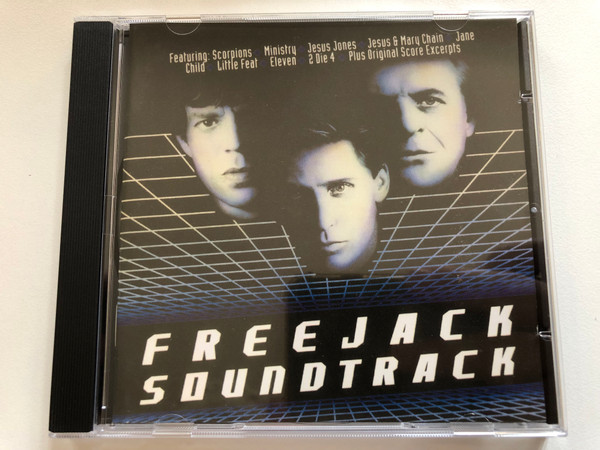 Featuring: Scorpions Ministry Jesus Jones Jesus & Mary Chain Jane
Child Little Feat Eleven 2 Die 4 Plus Original Score Excerpts
FREEJACK
SOUNDTRACK